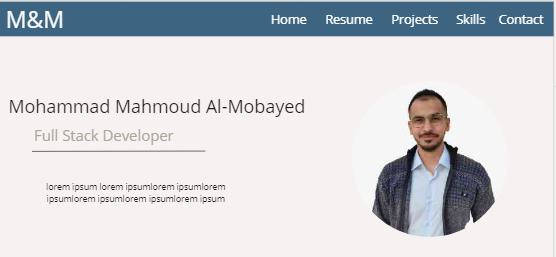 M&M
Home Resume Projects Skills Contact
Mohammad Mahmoud Al-Mobayed
Full Stack Developer
lorem ipsum lorem ipsumlorem ipsumlorem
ipsumlorem ipsumlorem ipsumlorem ipsum